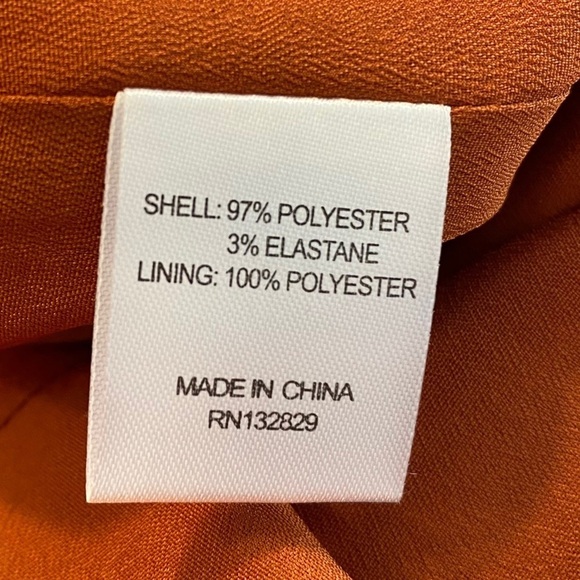 SHELL: 97% POLYESTER
3% ELASTANE
LINING: 100% POLYESTER
MADE IN CHINA
RN132829